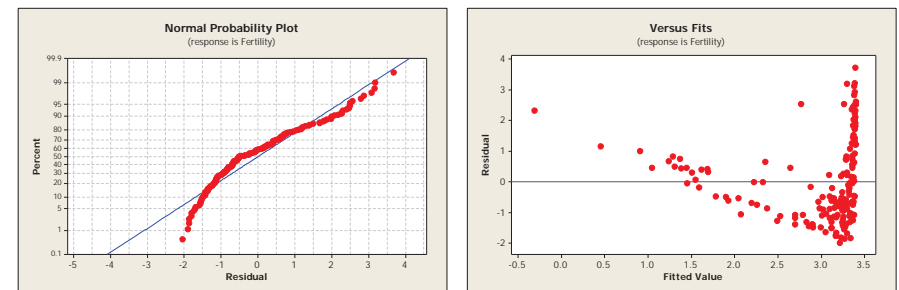 Normal Probability Plot
(response is Fertility)
99.9
99
95
90
80
70
60
50
40
30
20
10
5
1
0.1
Percent
-5 -4 -3 -2 -1 0 1 2 3 4
Residual
Versus Fits
(response is Fertility)
4
3
2
1
0
-1
-2
Residual
-0.5 0.0 0.5 1.0 1.5 2.0 2.5 3.0 3.5
Fitted Value